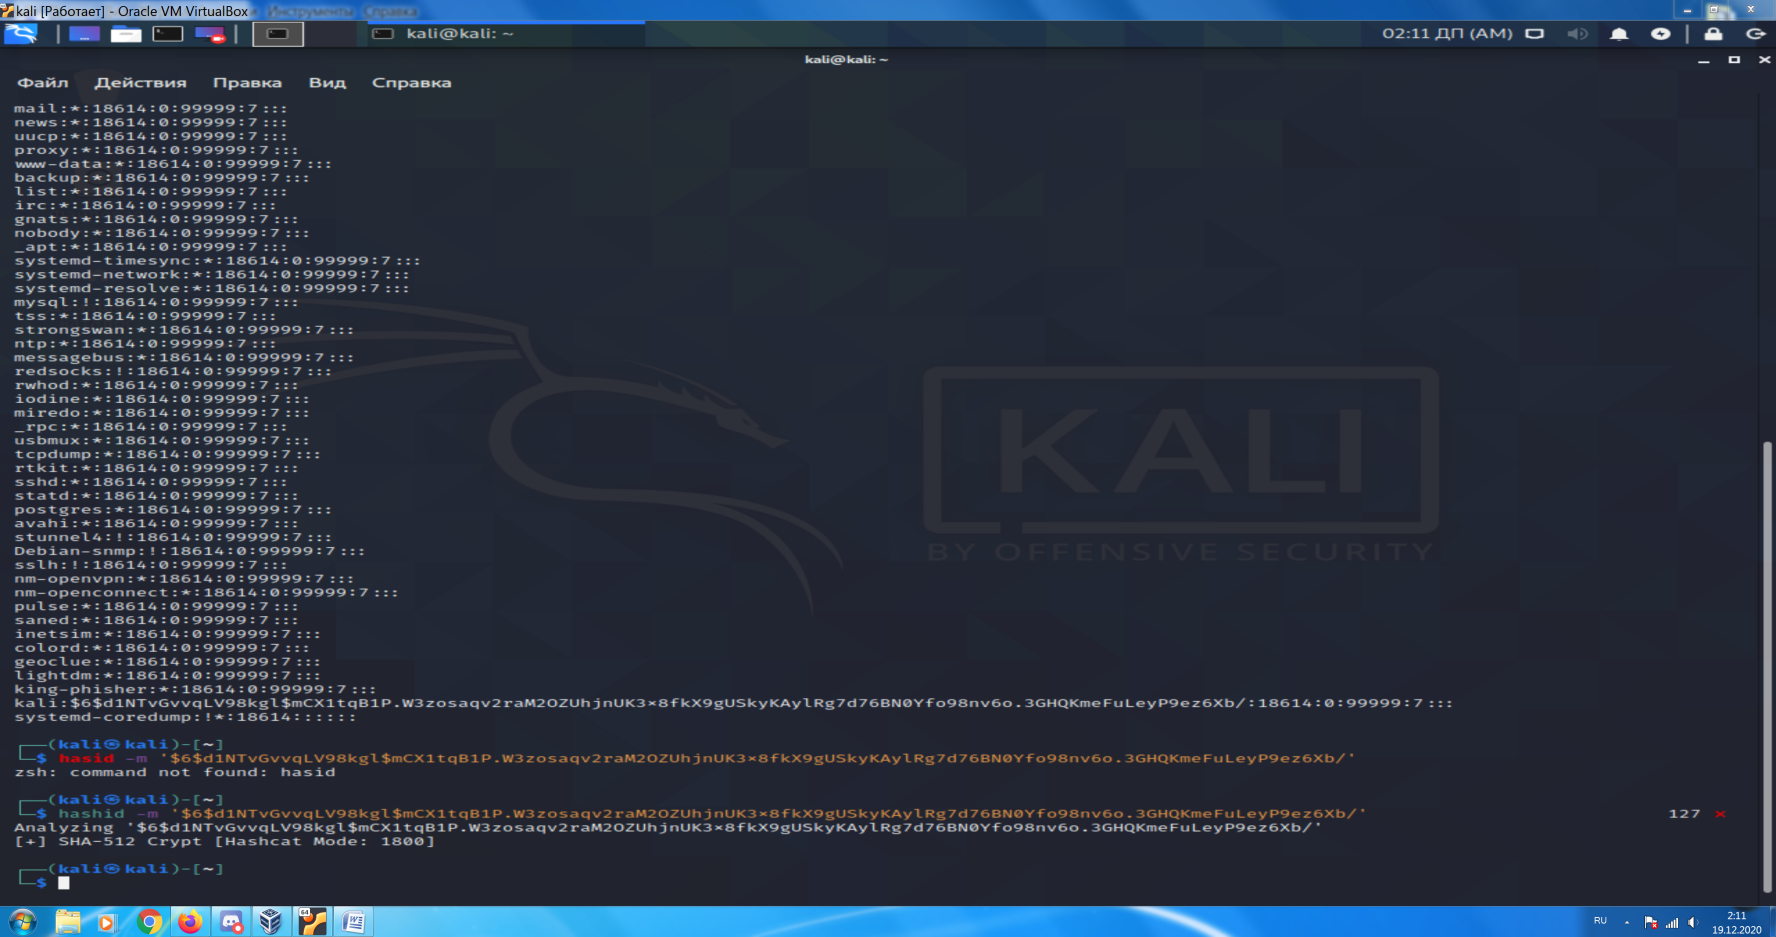 kali [Работает] - Oracle VM VirtualBox
Инструменты Справка
kali@kali: ~
02:11 ДП (AM)
kali@kali: ~
Файл Действия Правка Вид Справка
mail:*:18614:0:99999:7:::
news:*:18614:0:99999:7:::
uucp:*:18614:0:99999:7:::
proxy:*:18614:0:99999:7:::
www-data:*:18614:0:99999:7:::
backup:*:18614:0:99999:7:::
list:*:18614:0:99999:7:::
irc:*:18614:0:99999:7:::
gnats:*:18614:0:99999:7:::
nobody:*:18614:0:99999:7:::
_apt:*:18614:0:99999:7:::
systemd-timesync:*:18614:0:99999:7:::
systemd-network:*:18614:0:99999:7:::
systemd-resolve:*:18614:0:99999:7:::
mysql:!:18614:0:99999:7:::
tss:*:18614:0:99999:7:::
strongswan:*:18614:0:99999:7:::
ntp:*:18614:0:99999:7:::
messagebus:*:18614:0:99999:7:::
redsocks:!:18614:0:99999:7:::
rwhod:*:18614:0:99999:7:::
iodine:*:18614:0:99999:7:::
miredo:*:18614:0:99999:7:::
_rpc:*:18614:0:99999:7:::
usbmux:*:18614:0:99999:7:::
tcpdump:*:18614:0:99999:7:::
rtkit:*:18614:0:99999:7:::
sshd:*:18614:0:99999:7:::
statd:*:18614:0:99999:7:::
postgres:*:18614:0:99999:7:::
avahi:*:18614:0:99999:7:::
stunnel4:!:18614:0:99999:7:::
Debian-snmp:!:18614:0:99999:7:::
sslh:!:18614:0:99999:7:::
nm-openvpn:*:18614:0:99999:7:::
nm-openconnect:*:18614:0:99999:7:::
pulse:*:18614:0:99999:7:::
saned:*:18614:0:99999:7:::
inetsim:*:18614:0:99999:7:::
colord:*:18614:0:99999:7:::
geoclue:*:18614:0:99999:7:::
lightdm:*:18614:0:99999:7:::
king-phisher:*:18614:0:99999:7:::
kali:$6$d1NTvGvvqLV98kgl$mCX1tqB1P.W3zosaqv2raM2OZUhjnUK3×8fkX9gUSkyKAylRg7d76BN0Yfo98nv6o.3GHQKmeFuLeyP9ez6Xb/:18614:0:99999:7:::
systemd-coredump:!*:18614::::::
┌──(kali㉿kali)-[~]
└─$ hasid -m '$6$d1NTvGvvqLV98kgl$mCX1tqB1P.W3zosaqv2raM2OZUhjnUK3×8fkX9gUSkyKAylRg7d76BN0Yfo98nv6o.3GHQKmeFuLeyP9ez6Xb/'
zsh: command not found: hasid
┌──(kali㉿kali)-[~]
└─$ hashid -m '$6$d1NTvGvvqLV98kgl$mCX1tqB1P.W3zosaqv2raM2OZUhjnUK3×8fkX9gUSkyKAylRg7d76BN0Yfo98nv6o.3GHQKmeFuLeyP9ez6Xb/' 127 ×
Analyzing '$6$d1NTvGvvqLV98kgl$mCX1tqB1P.W3zosaqv2raM2OZUhjnUK3×8fkX9gUSkyKAylRg7d76BN0Yfo98nv6o.3GHQKmeFuLeyP9ez6Xb/'
[+] SHA-512 Crypt [Hashcat Mode: 1800]
┌──(kali㉿kali)-[~]
└─$
KALI
BY OFFENSIVE SECURITY
64
RU
2:11
19.12.2020